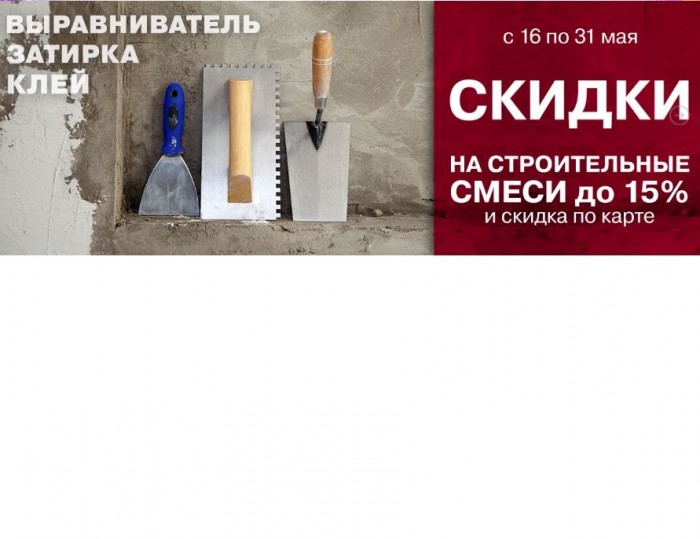 ВЫРАВНИВАТЕЛЬ
ЗАТИРКА
КЛЕЙ
с 16 по 31 мая
СКИДКИ
НА СТРОИТЕЛЬНЫЕ
СМЕСИ до 15%
и скидка по карте